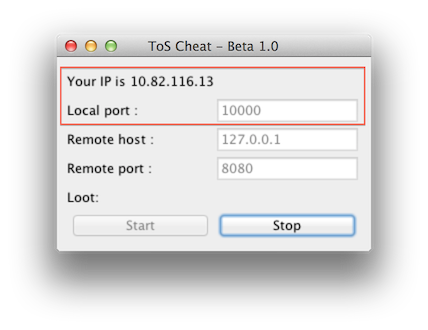 ToS Cheat – Beta 1.0
Your IP is 10.82.116.13
Local port : 10000
Remote host : 127.0.0.1
Remote port : 8080
Loot:
Start Stop